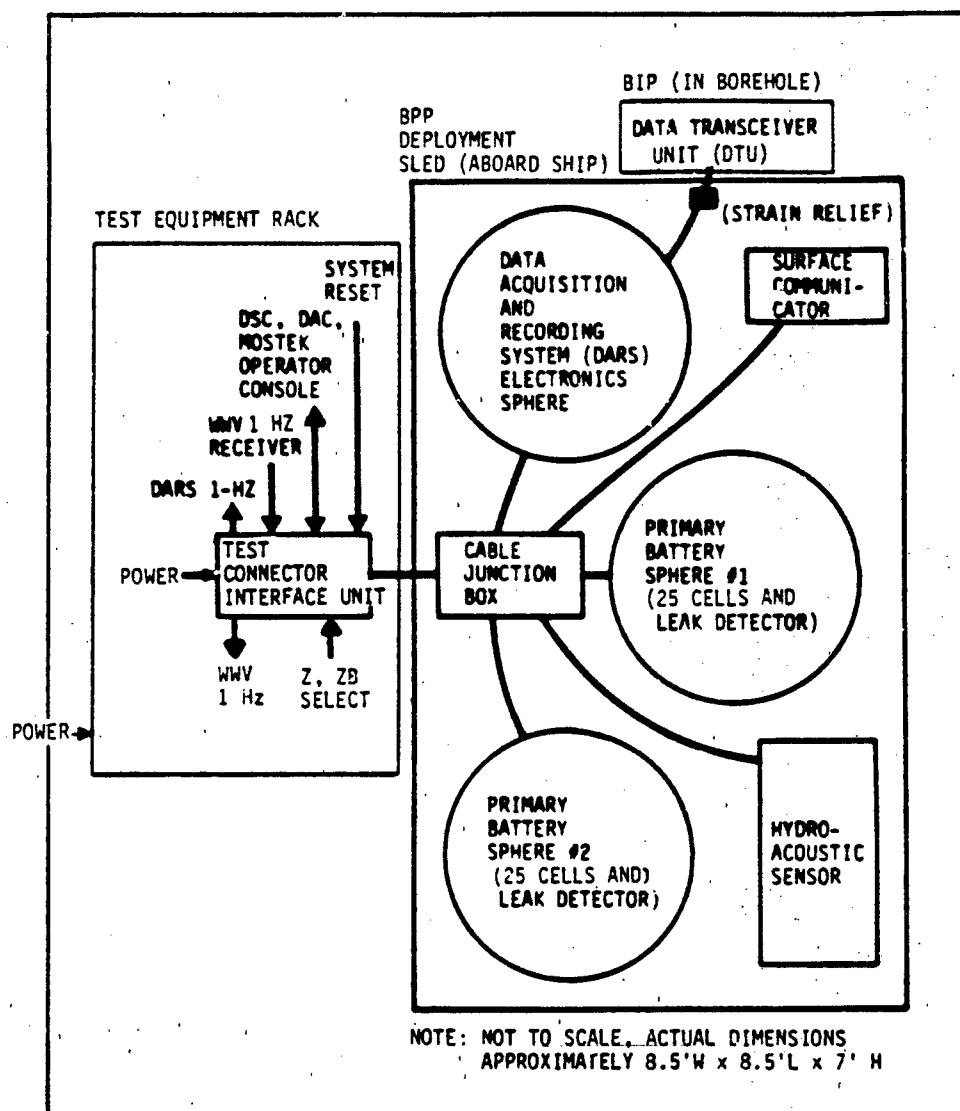 BIP (IN BOREHOLE)
DATA TRANSCEIVER
UNIT (DTU)
BPP
DEPLOYMENT
SLED (ABOARD SHIP)
(STRAIN RELIEF)
TEST EQUIPMENT RACK
SYSTEM
RESET
DSC, DAC,
MOSTEK
OPERATOR
CONSOLE
WWV 1 HZ
RECEIVER
DARS 1-HZ
POWER
TEST
CONNECTOR
INTERFACE UNIT
WWV
1 Hz
Z, ZB
SELECT
POWER
DATA
ACQUISITION
AND
RECORDING
SYSTEM (DARS)
ELECTRONICS
SPHERE
SURFACE
COMMUNI-
CATOR
CABLE
JUNCTION
BOX
PRIMARY
BATTERY
SPHERE #1
(25 CELLS AND
LEAK DETECTOR)
PRIMARY
BATTERY
SPHERE #2
(25 CELLS AND)
LEAK DETECTOR)
HYDRO-
ACOUSTIC
SENSOR
NOTE: NOT TO SCALE, ACTUAL DIMENSIONS
APPROXIMATELY 8.5'W x 8.5'L x 7' H